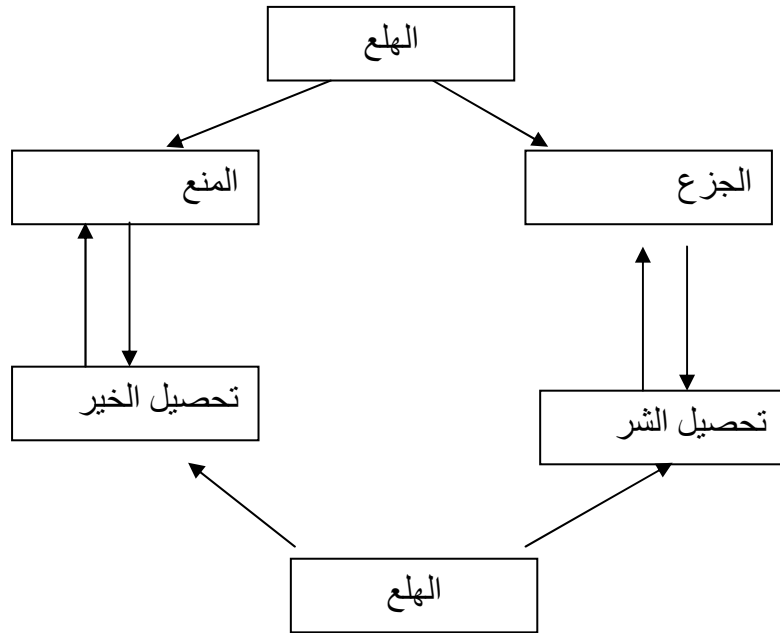 الهلع
الجزع
المنع
تحصيل الخير
تحصيل الشر
الهلع